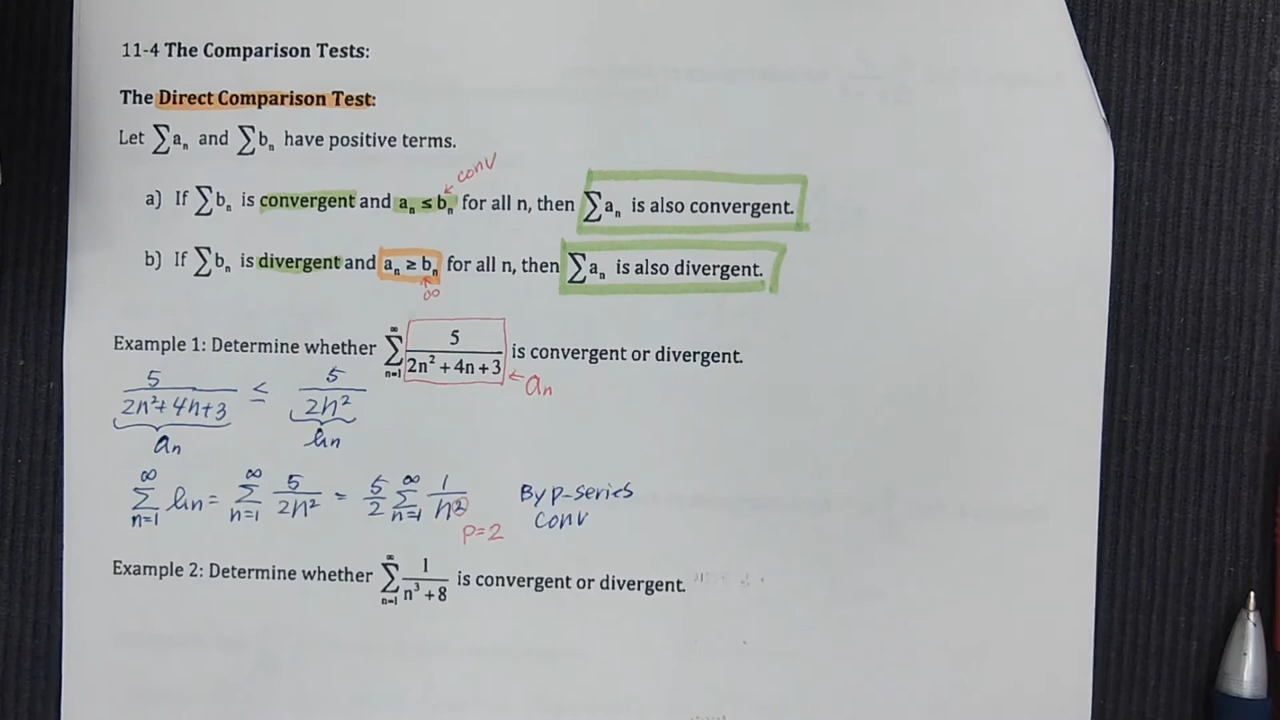 11-4 The Comparison Tests:
The Direct Comparison Test:
Let ∑aₙ and ∑bₙ have positive terms.
conv
a) If ∑bₙ is convergent and aₙ ≤ bₙ for all n, then ∑aₙ is also convergent.
b) If ∑bₙ is divergent and aₙ ≥ bₙ for all n, then ∑aₙ is also divergent.
∞
Example 1: Determine whether ∑_{n=1}^{∞} 5/(2n²+4n+3) is convergent or divergent.
← aₙ
5/(2n²+4n+3) ≤ 5/(2n²)
aₙ bₙ
∑_{n=1}^{∞} bₙ = ∑_{n=1}^{∞} 5/(2n²) = 5/2 ∑_{n=1}^{∞} 1/n² By p-series
conv
p=2
Example 2: Determine whether ∑_{n=1}^{∞} 1/(n³+8) is convergent or divergent.